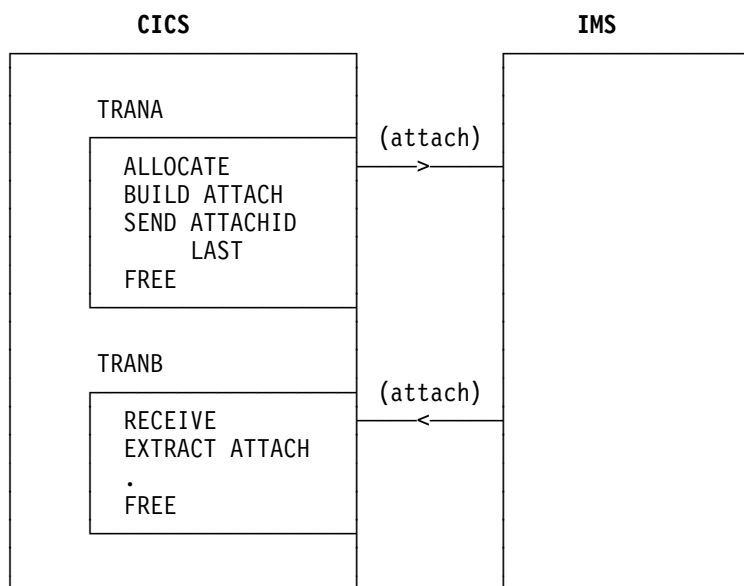 CICS IMS
TRANA
(attach)
>
ALLOCATE
BUILD ATTACH
SEND ATTACHID
LAST
FREE
TRANB
(attach)
<
RECEIVE
EXTRACT ATTACH
.
FREE